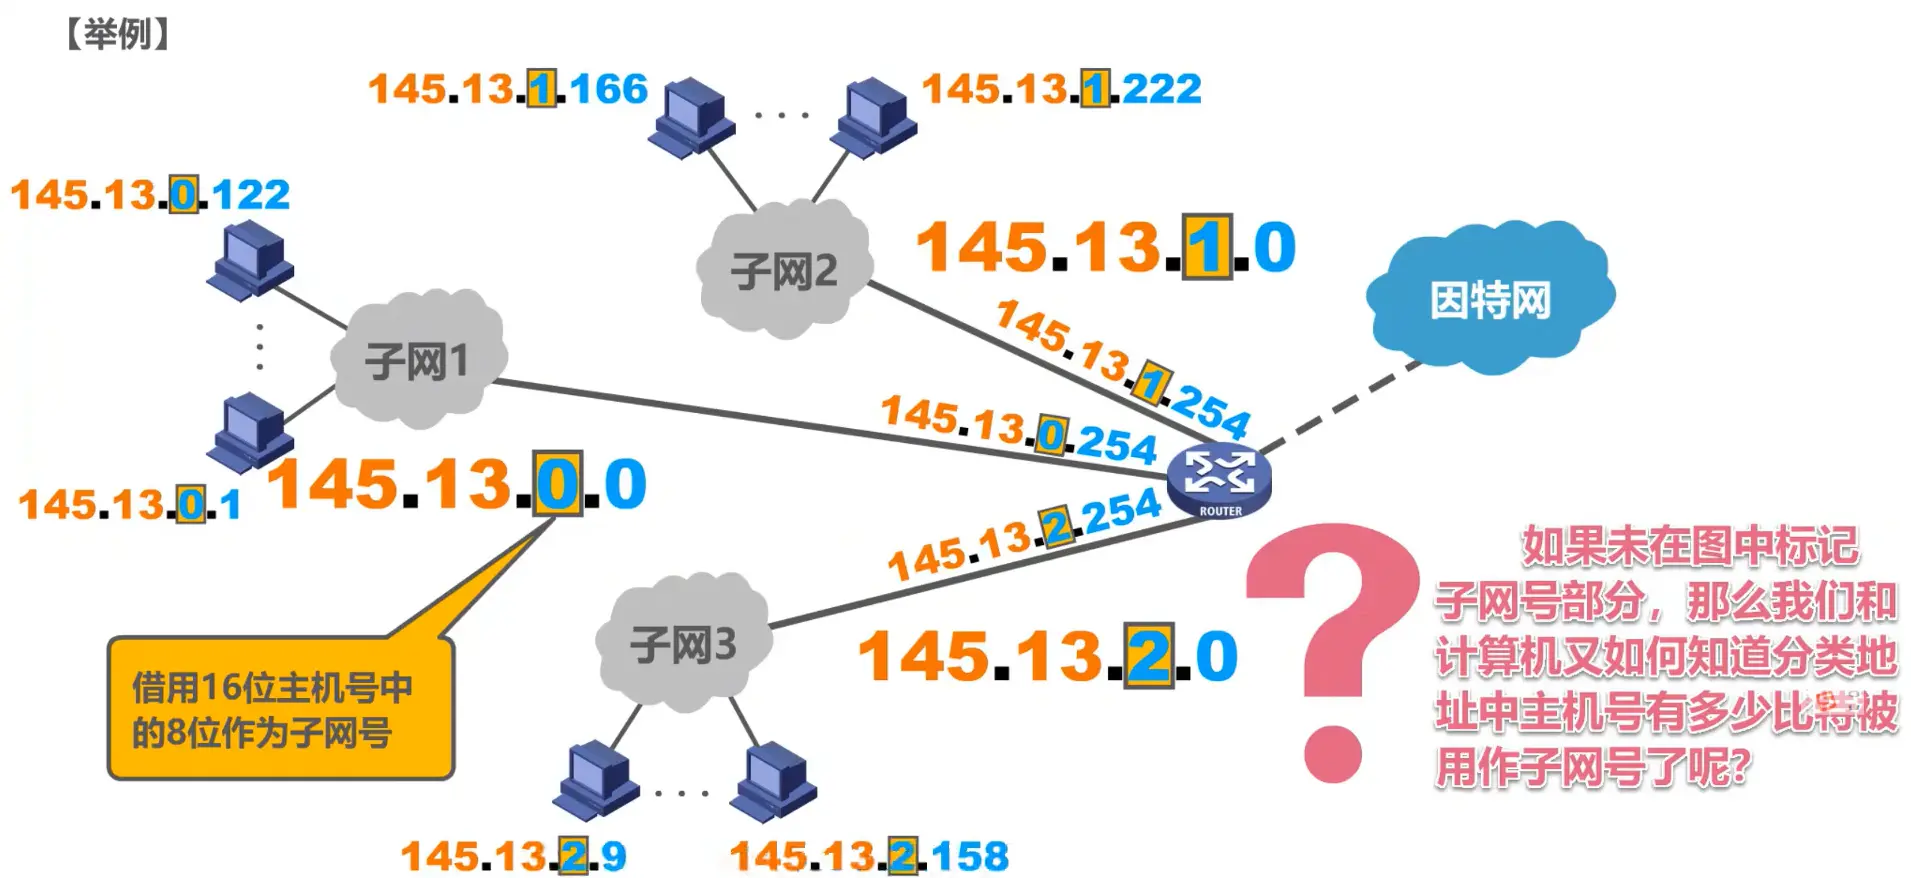 【举例】
145.13.1.166
145.13.1.222
145.13.0.122
子网2
145.13.1.0
因特网
子网1
145.13.1.254
145.13.0.254
145.13.0.1
145.13.0.0
ROUTER
145.13.2.254
子网3
145.13.2.0
借用16位主机号中
的8位作为子网号
如果未在图中标记
子网号部分，那么我们和
计算机又如何知道分类地
址中主机号有多少比特被
用作子网号了呢？
145.13.2.9
145.13.2.158